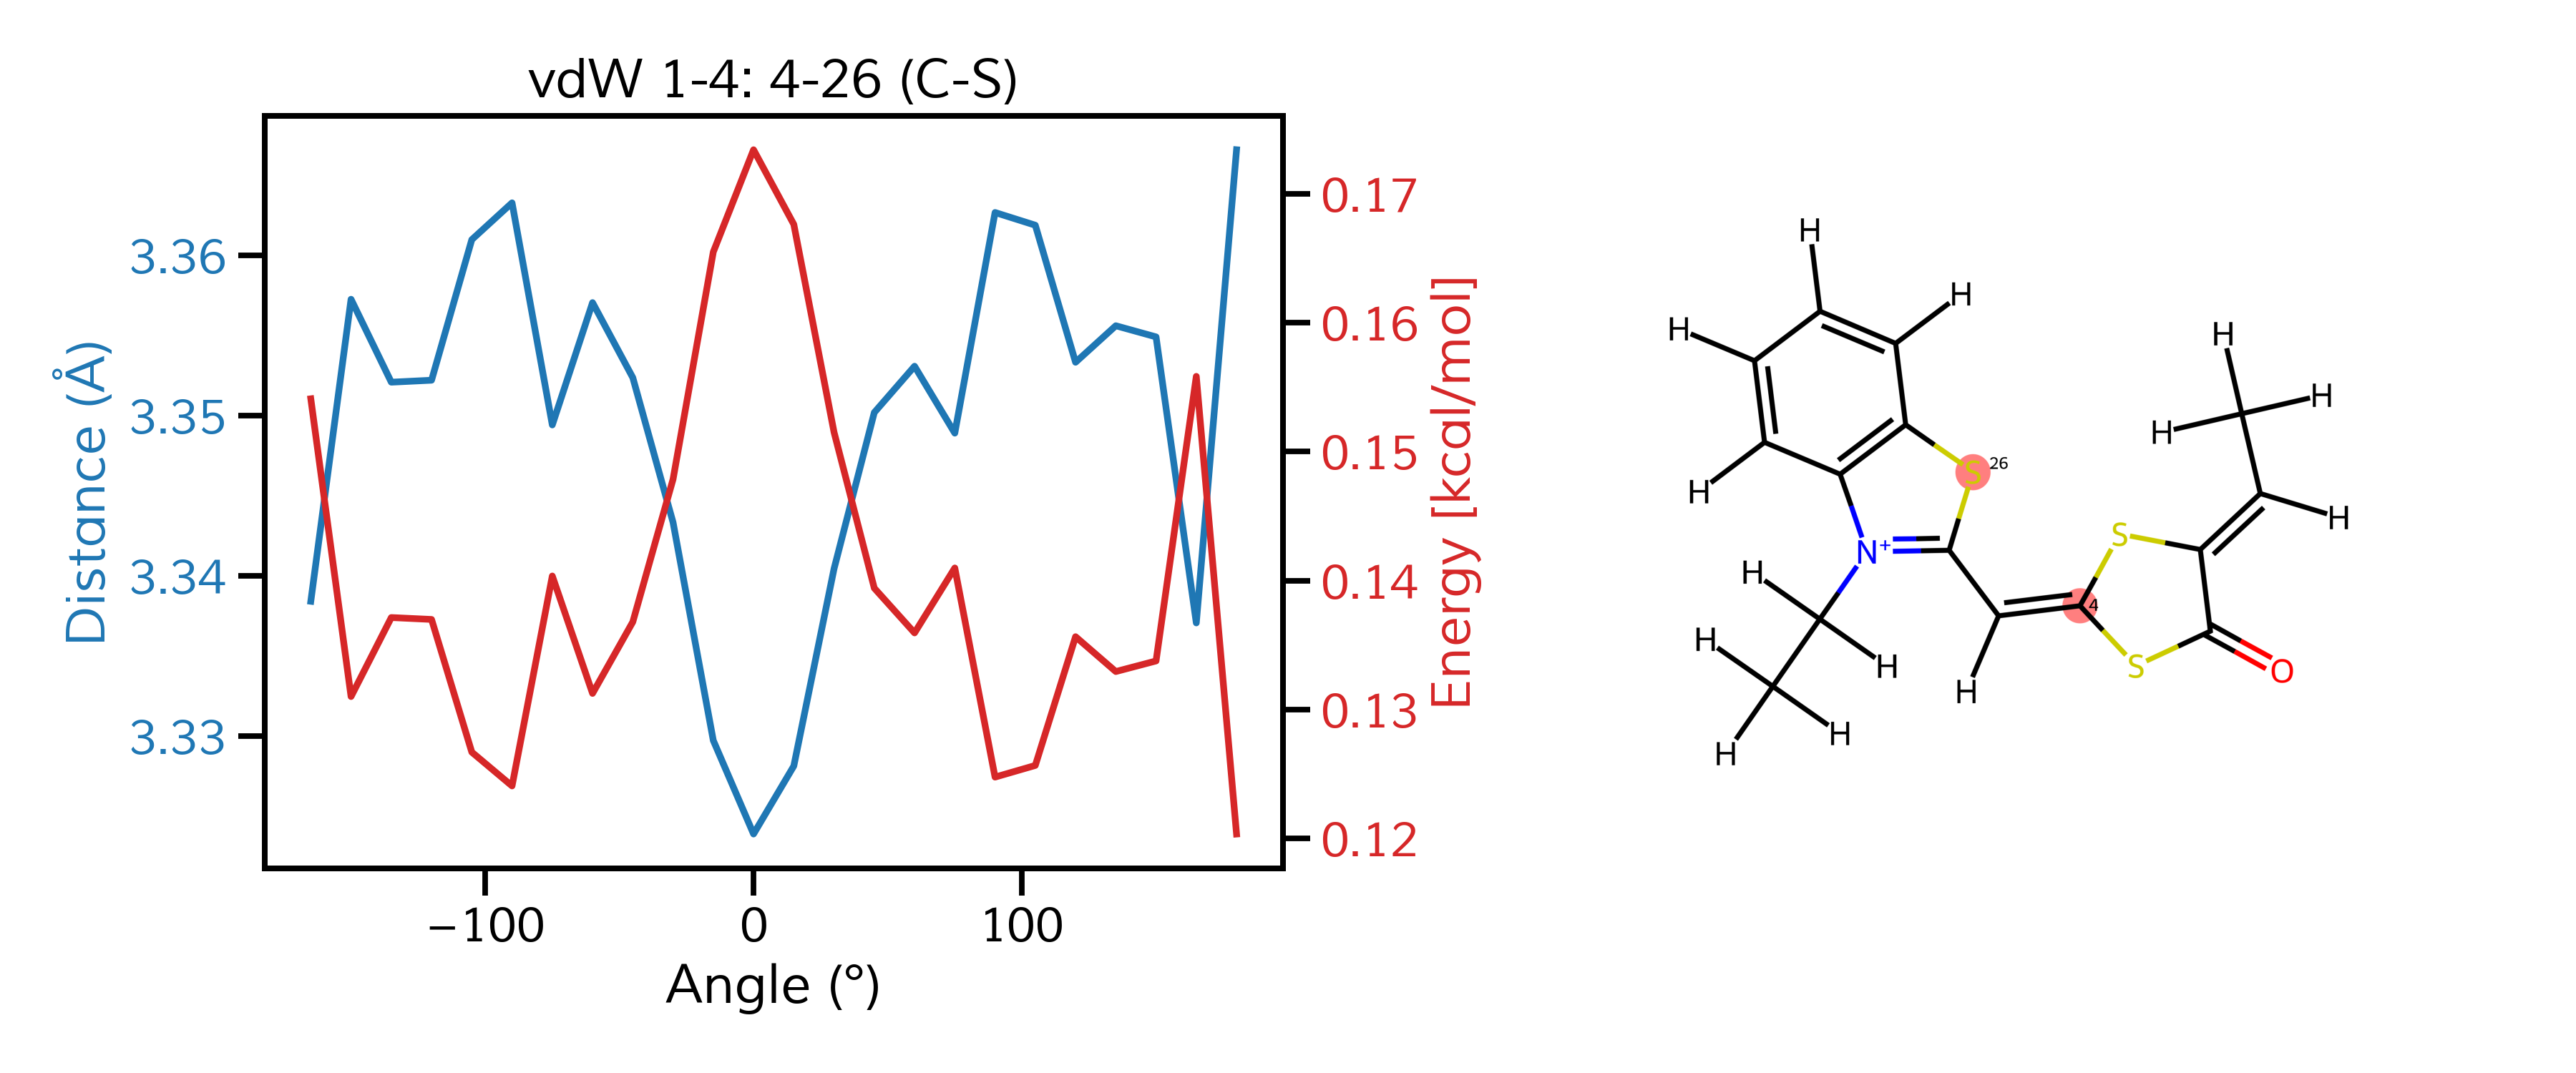 vdW 1-4: 4-26 (C-S)
Distance (Å)
3.36
3.35
3.34
3.33
0.17
0.16
0.15
0.14
0.13
0.12
Energy [kcal/mol]
−100 0 100
Angle (°)
H
H
H
H
H
H
H
S 26
H
H
S
N+
H
4
H
H
S
O
H
H
H
H